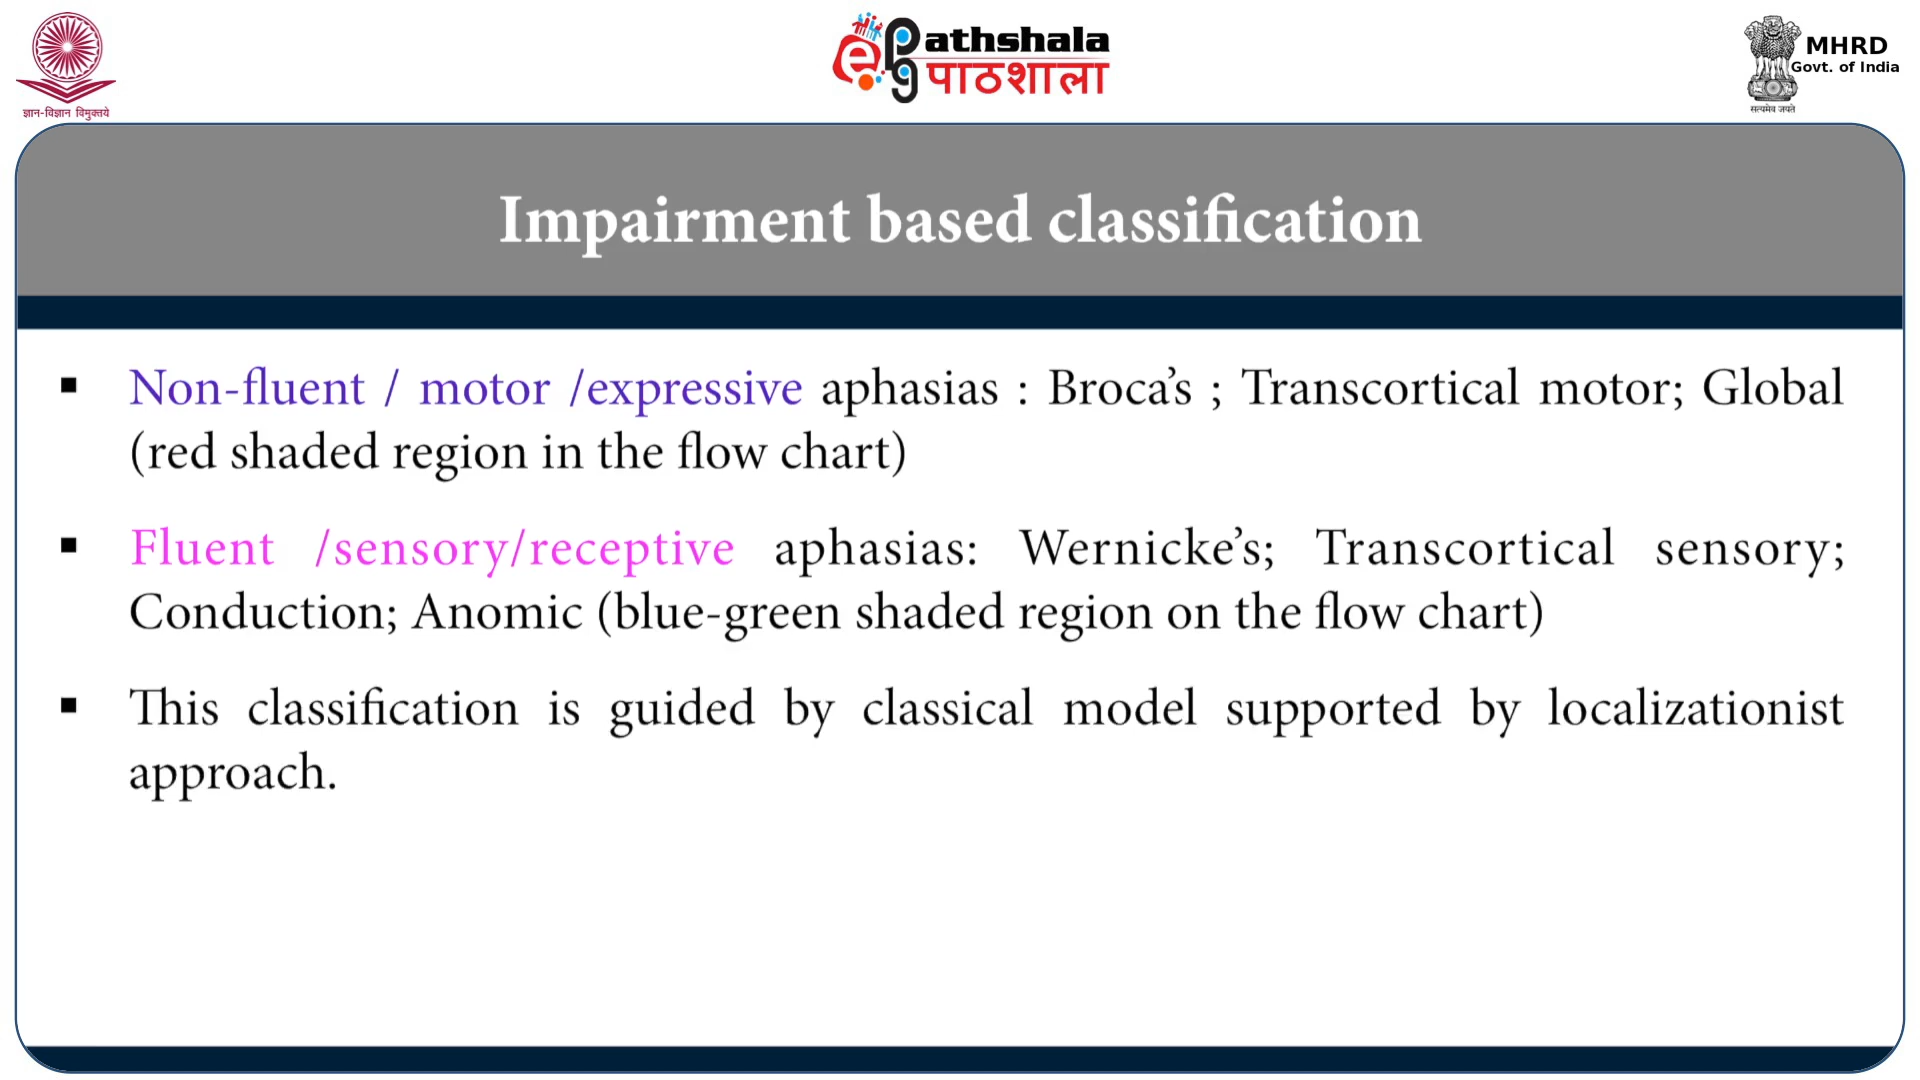 ज्ञान-विज्ञान विमुक्तये
ePg Pathshala
पाठशाला
MHRD
Govt. of India
सत्यमेव जयते
Impairment based classification
▪ Non-fluent / motor /expressive aphasias : Broca’s ; Transcortical motor; Global
(red shaded region in the flow chart)
▪ Fluent /sensory/receptive aphasias: Wernicke’s; Transcortical sensory;
Conduction; Anomic (blue-green shaded region on the flow chart)
▪ This classification is guided by classical model supported by localizationist
approach.